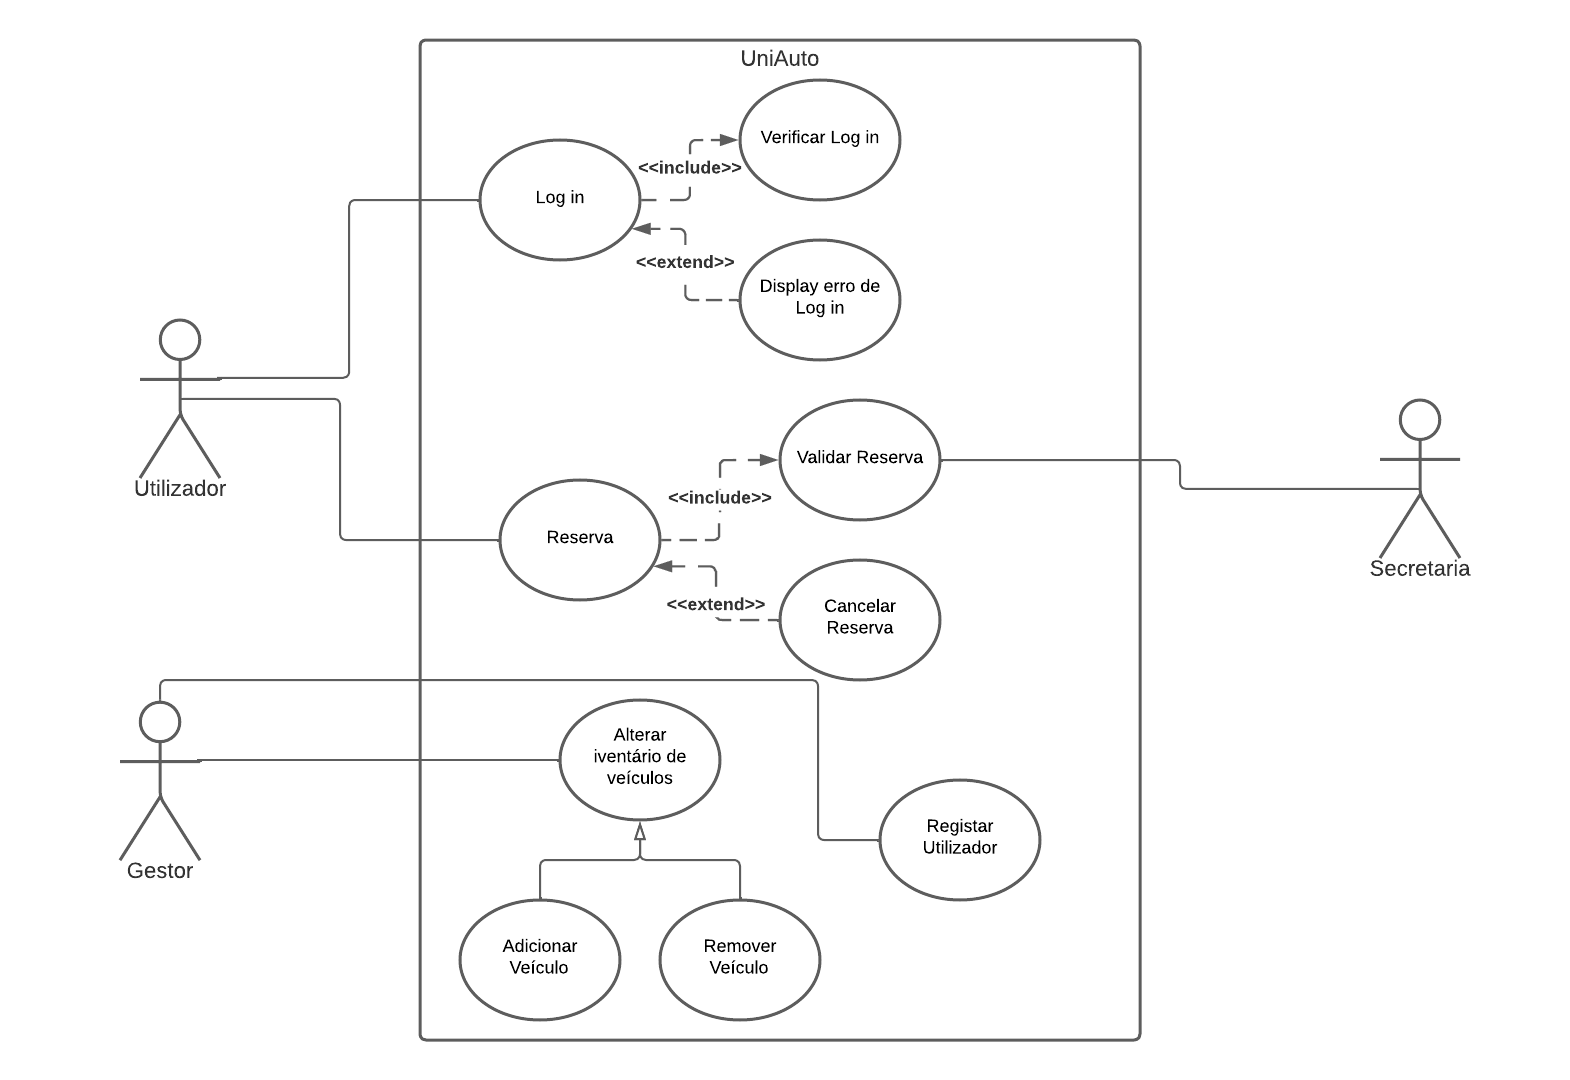 UniAuto
Verificar Log in
<<include>>
Log in
<<extend>>
Display erro de
Log in
Utilizador
Validar Reserva
<<include>>
Reserva
Secretaria
<<extend>>
Cancelar
Reserva
Alterar
iventário de
veículos
Registar
Utilizador
Gestor
Adicionar
Veículo
Remover
Veículo